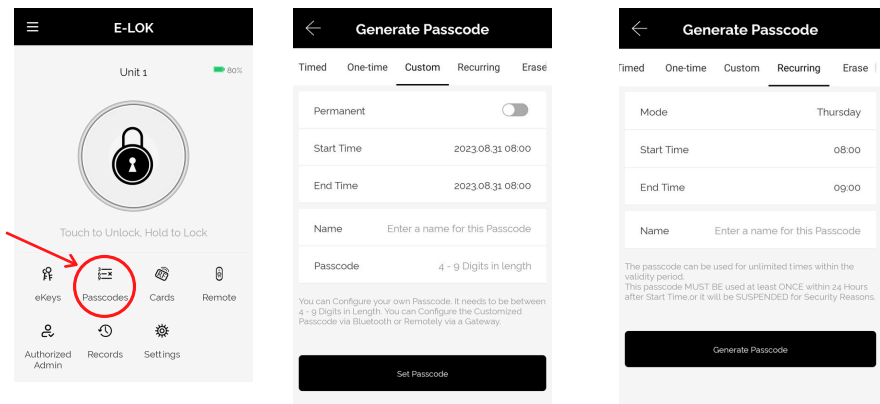 E-LOK
Unit 1
80%
Touch to Unlock, Hold to Lock
eKeys Passcodes Cards Remote
Authorized Admin Records Settings
Generate Passcode
Timed One-time Custom Recurring Erase
Permanent
Start Time 2023.08.31 08:00
End Time 2023.08.31 08:00
Name Enter a name for this Passcode
Passcode 4 - 9 Digits in length
You can Configure your own Passcode. It needs to be between
4 - 9 Digits in Length. You can Configure the Customized
Passcode via Bluetooth or Remotely via a Gateway.
Set Passcode
Generate Passcode
Timed One-time Custom Recurring Erase
Mode Thursday
Start Time 08:00
End Time 09:00
Name Enter a name for this Passcode
The passcode can be used for unlimited times within the
validity period.
This passcode MUST BE used at least ONCE within 24 Hours
after Start Time,or it will be SUSPENDED for Security Reasons.
Generate Passcode